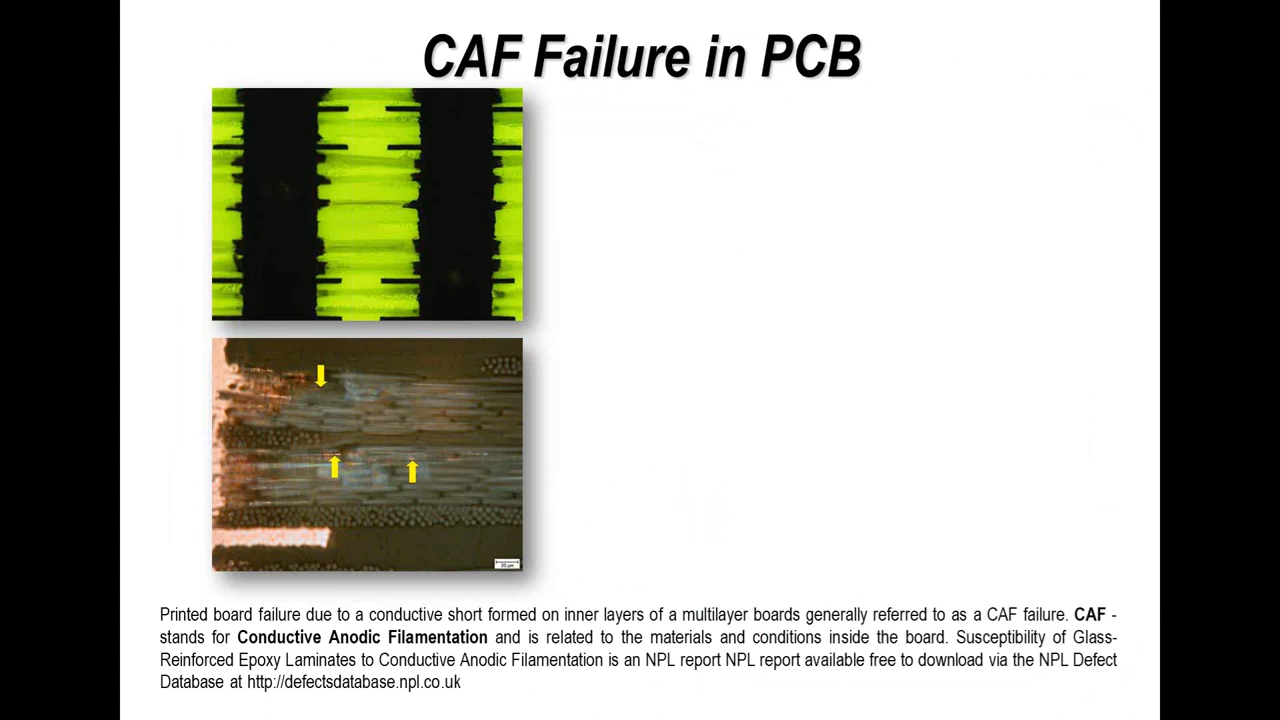 CAF Failure in PCB
20 µm
Printed board failure due to a conductive short formed on inner layers of a multilayer boards generally referred to as a CAF failure. CAF -
stands for Conductive Anodic Filamentation and is related to the materials and conditions inside the board. Susceptibility of Glass-
Reinforced Epoxy Laminates to Conductive Anodic Filamentation is an NPL report NPL report available free to download via the NPL Defect
Database at http://defectsdatabase.npl.co.uk